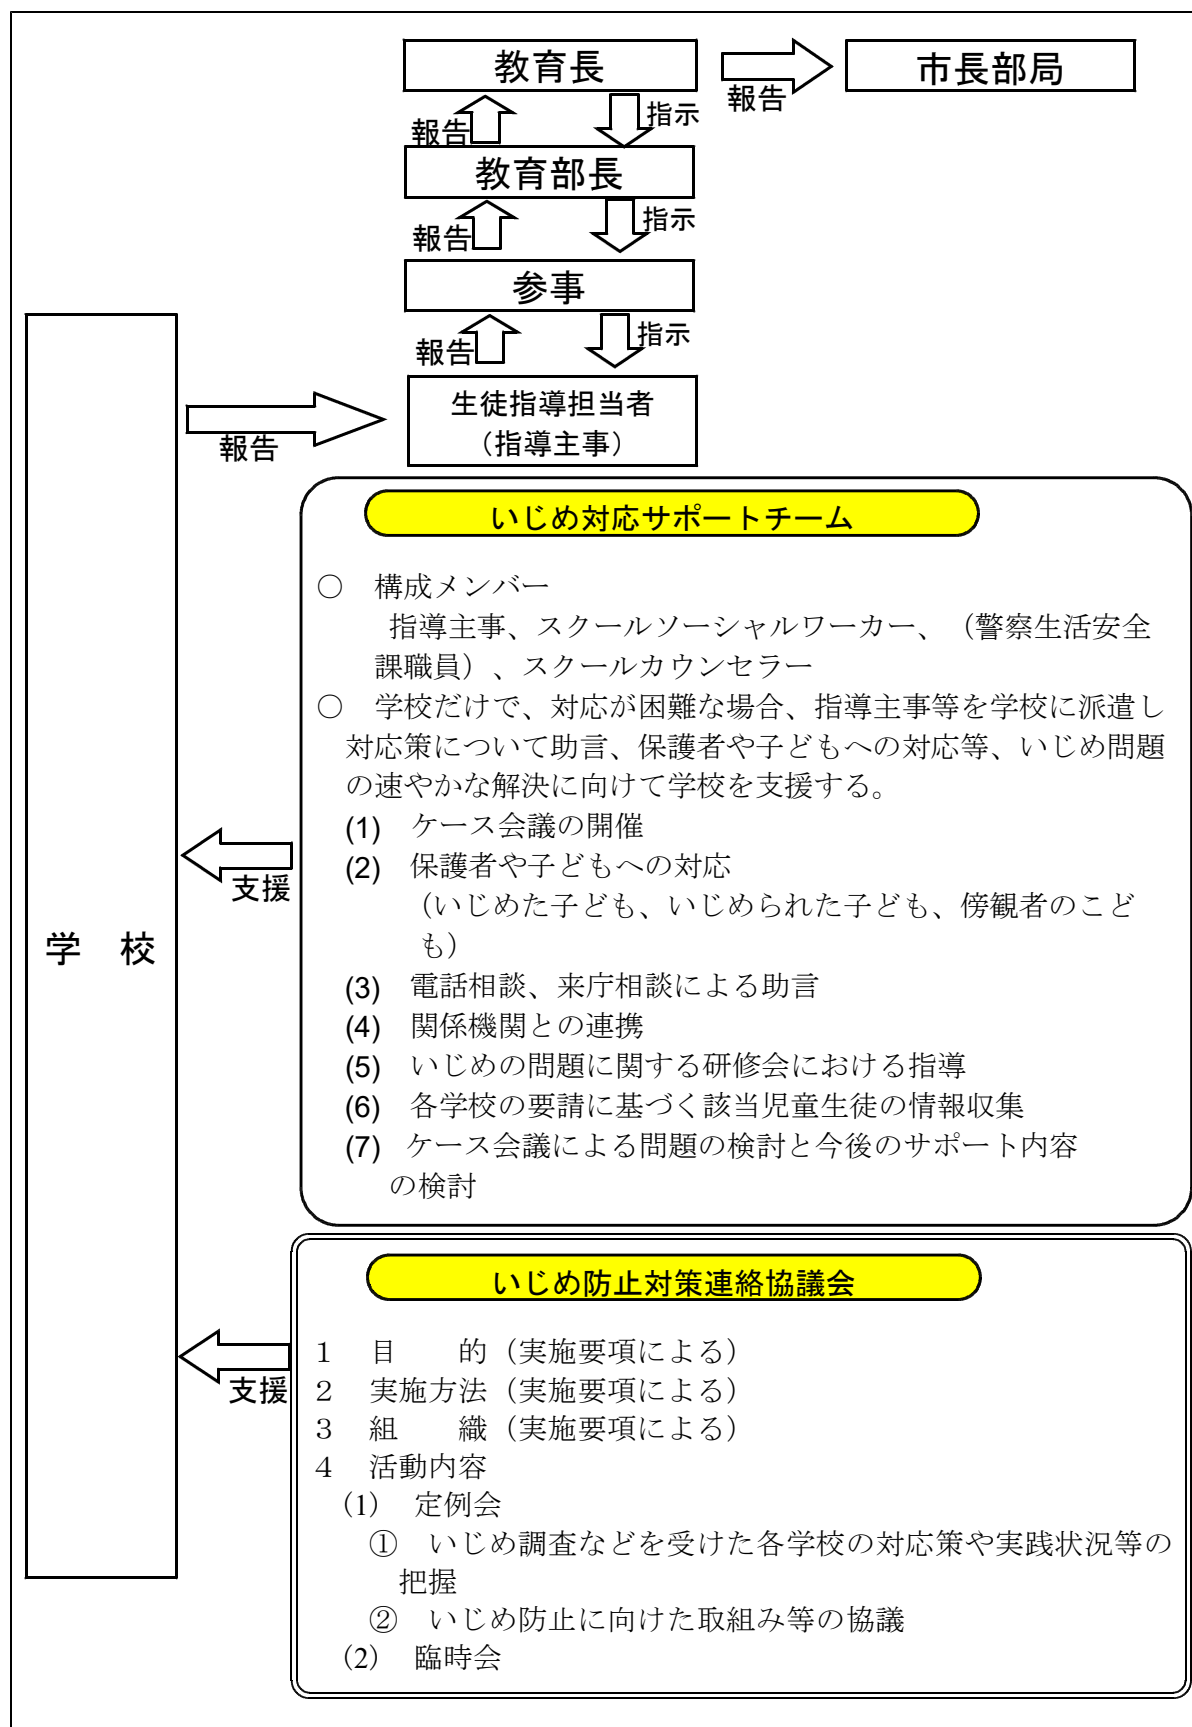 教育長
市長部局
報告
報告
指示
教育部長
報告
指示
参事
報告
指示
生徒指導担当者
（指導主事）
報告
いじめ対応サポートチーム
○　構成メンバー
指導主事、スクールソーシャルワーカー、（警察生活安全
課職員）、スクールカウンセラー
○　学校だけで、対応が困難な場合、指導主事等を学校に派遣し
対応策について助言、保護者や子どもへの対応等、いじめ問題
の速やかな解決に向けて学校を支援する。
(1)　ケース会議の開催
(2)　保護者や子どもへの対応
（いじめた子ども、いじめられた子ども、傍観者のこど
も）
(3)　電話相談、来庁相談による助言
(4)　関係機関との連携
(5)　いじめの問題に関する研修会における指導
(6)　各学校の要請に基づく該当児童生徒の情報収集
(7)　ケース会議による問題の検討と今後のサポート内容
の検討
支援
学　校
いじめ防止対策連絡協議会
１　目　　的（実施要項による）
２　実施方法（実施要項による）
３　組　　織（実施要項による）
４　活動内容
(1)　定例会
①　いじめ調査などを受けた各学校の対応策や実践状況等の
把握
②　いじめ防止に向けた取組み等の協議
(2)　臨時会
支援